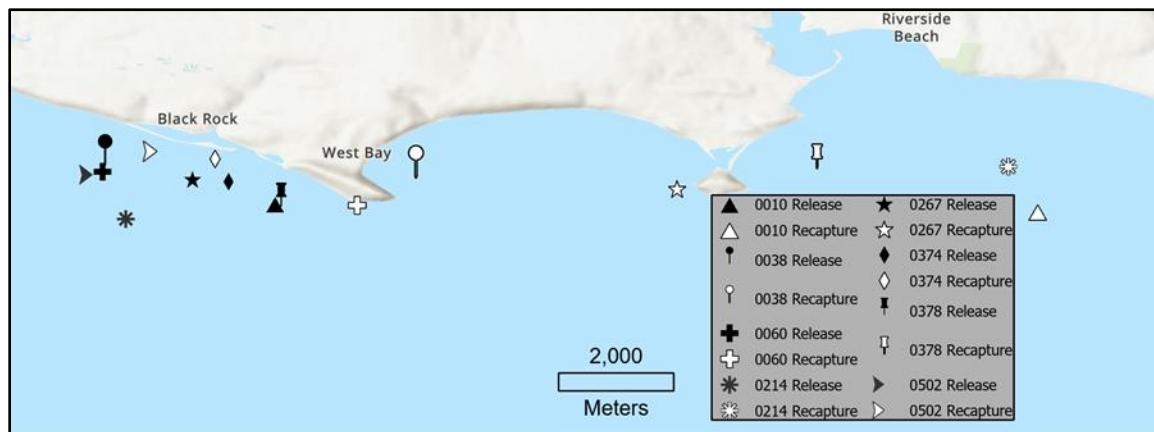 Riverside
Beach
Black Rock
West Bay
0010 Release
0267 Release
0010 Recapture
0267 Recapture
0038 Release
0374 Release
0374 Recapture
0038 Recapture
0378 Release
0060 Release
0378 Recapture
0060 Recapture
0214 Release
0502 Release
0214 Recapture
0502 Recapture
2,000
Meters